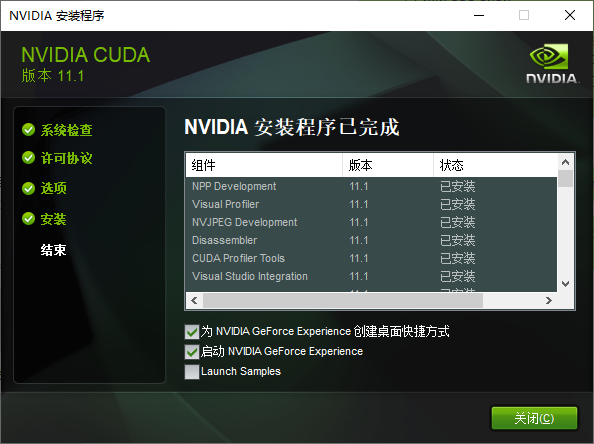 NVIDIA 安装程序
NVIDIA CUDA
版本 11.1
NVIDIA.
系统检查
许可协议
选项
安装
结束
NVIDIA 安装程序已完成
组件 版本 状态
NPP Development 11.1 已安装
Visual Profiler 11.1 已安装
NVJPEG Development 11.1 已安装
Disassembler 11.1 已安装
CUDA Profiler Tools 11.1 已安装
Visual Studio Integration 11.1 已安装
为 NVIDIA GeForce Experience 创建桌面快捷方式
启动 NVIDIA GeForce Experience
Launch Samples
关闭(C)